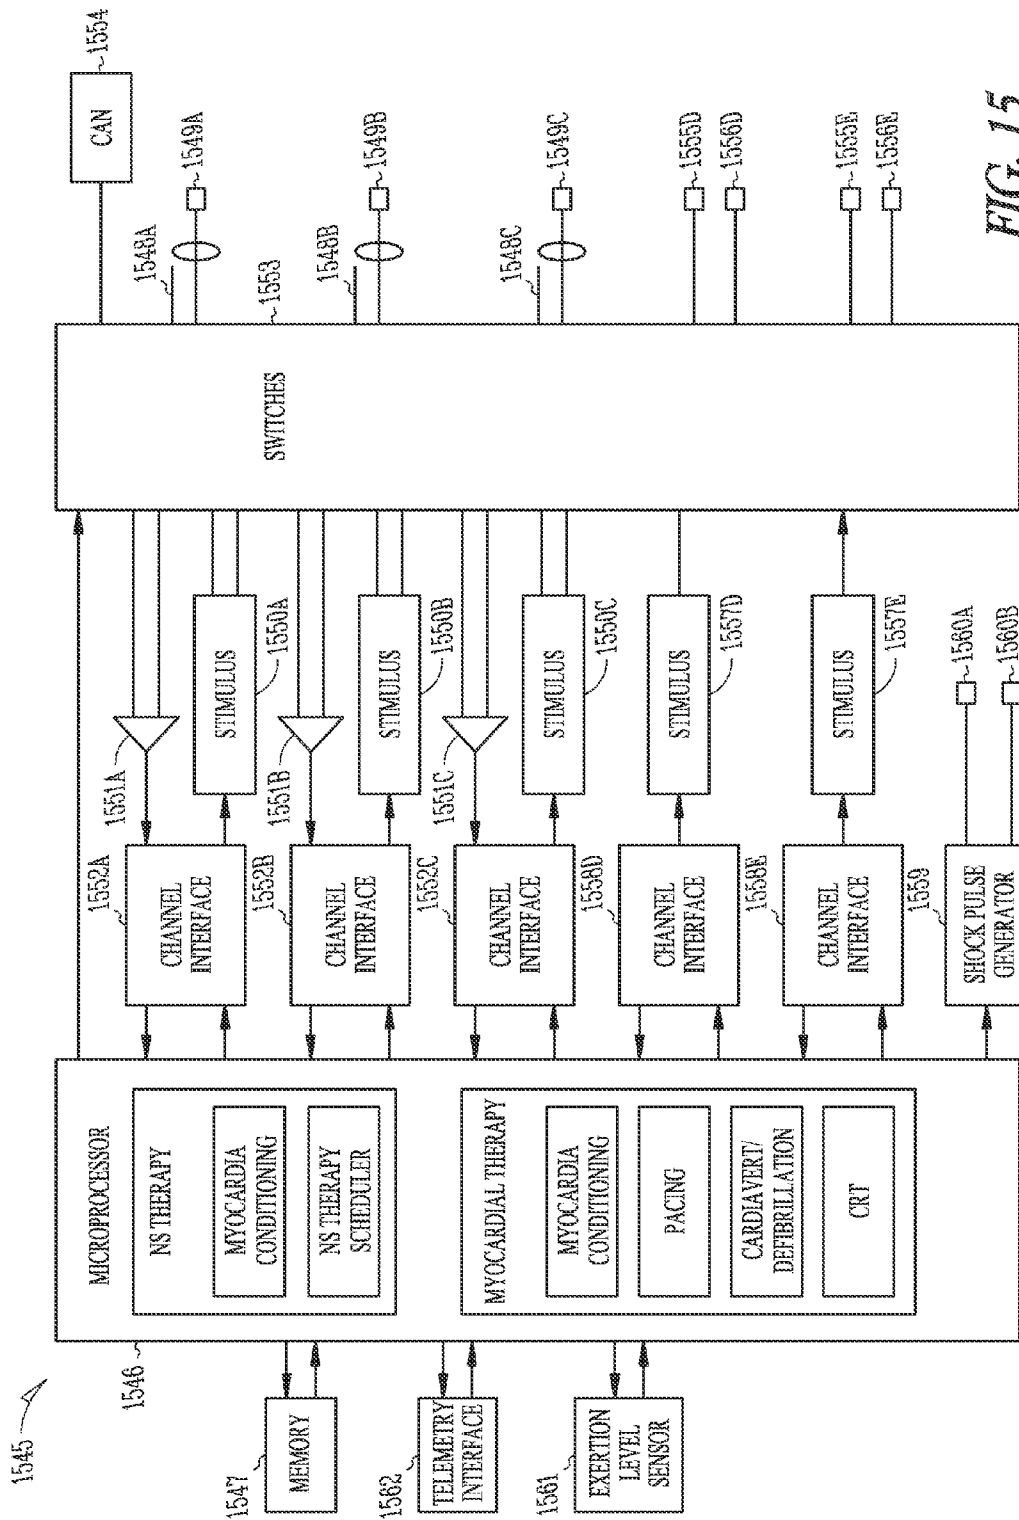 1545
1546
MICROPROCESSOR
NS THERAPY
MYOCARDIA
CONDITIONING
NS THERAPY
SCHEDULER
MYOCARDIAL THERAPY
MYOCARDIA
CONDITIONING
PACING
CARDIAVERT/
DEFIBRILLATION
CRT
1547
MEMORY
1562
TELEMETRY
INTERFACE
1561
EXERTION
LEVEL
SENSOR
1552A
CHANNEL
INTERFACE
1552B
CHANNEL
INTERFACE
1552C
CHANNEL
INTERFACE
1558D
CHANNEL
INTERFACE
1558E
CHANNEL
INTERFACE
1559
SHOCK PULSE
GENERATOR
1551A
STIMULUS
1550A
1551B
STIMULUS
1550B
1551C
STIMULUS
1550C
STIMULUS
1557D
STIMULUS
1557E
1560A
1560B
SWITCHES
1553
CAN
1554
1548A
1549A
1548B
1549B
1548C
1549C
1555D
1556D
1555E
1556E
FIG. 15